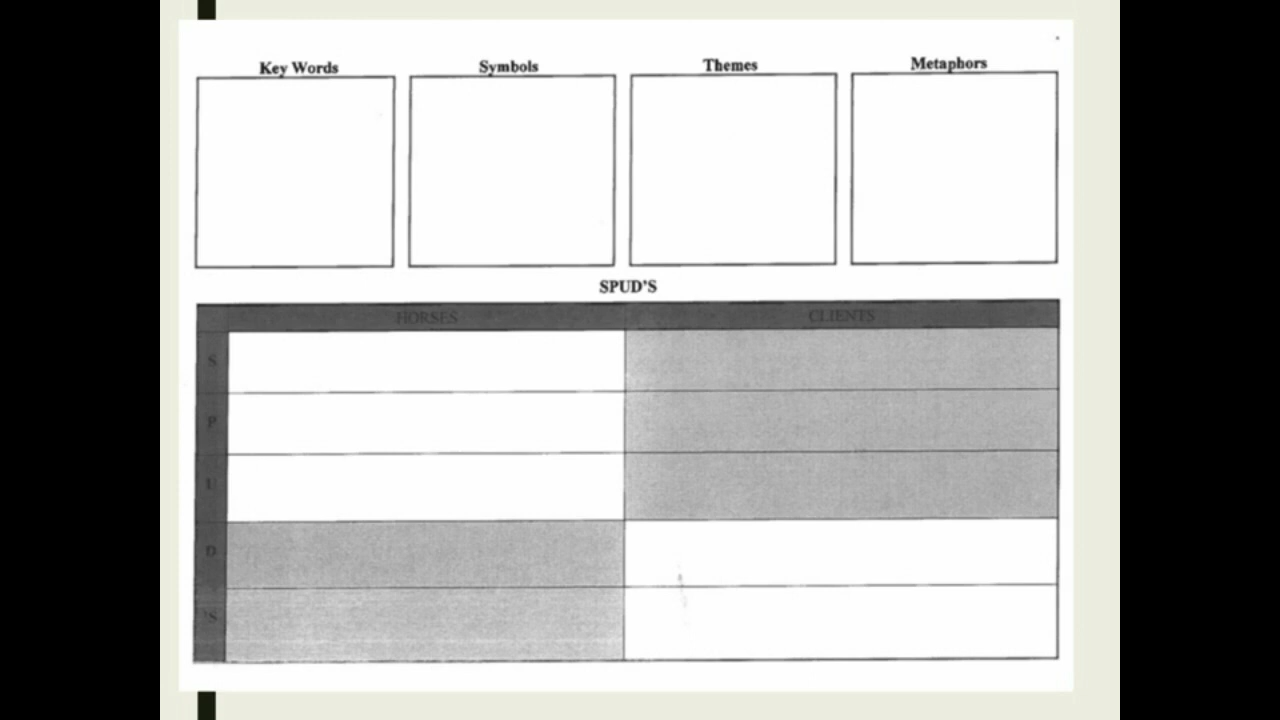 Key Words
Symbols
Themes
Metaphors
SPUD'S
HORSES
CLIENTS
S
P
U
D
'S